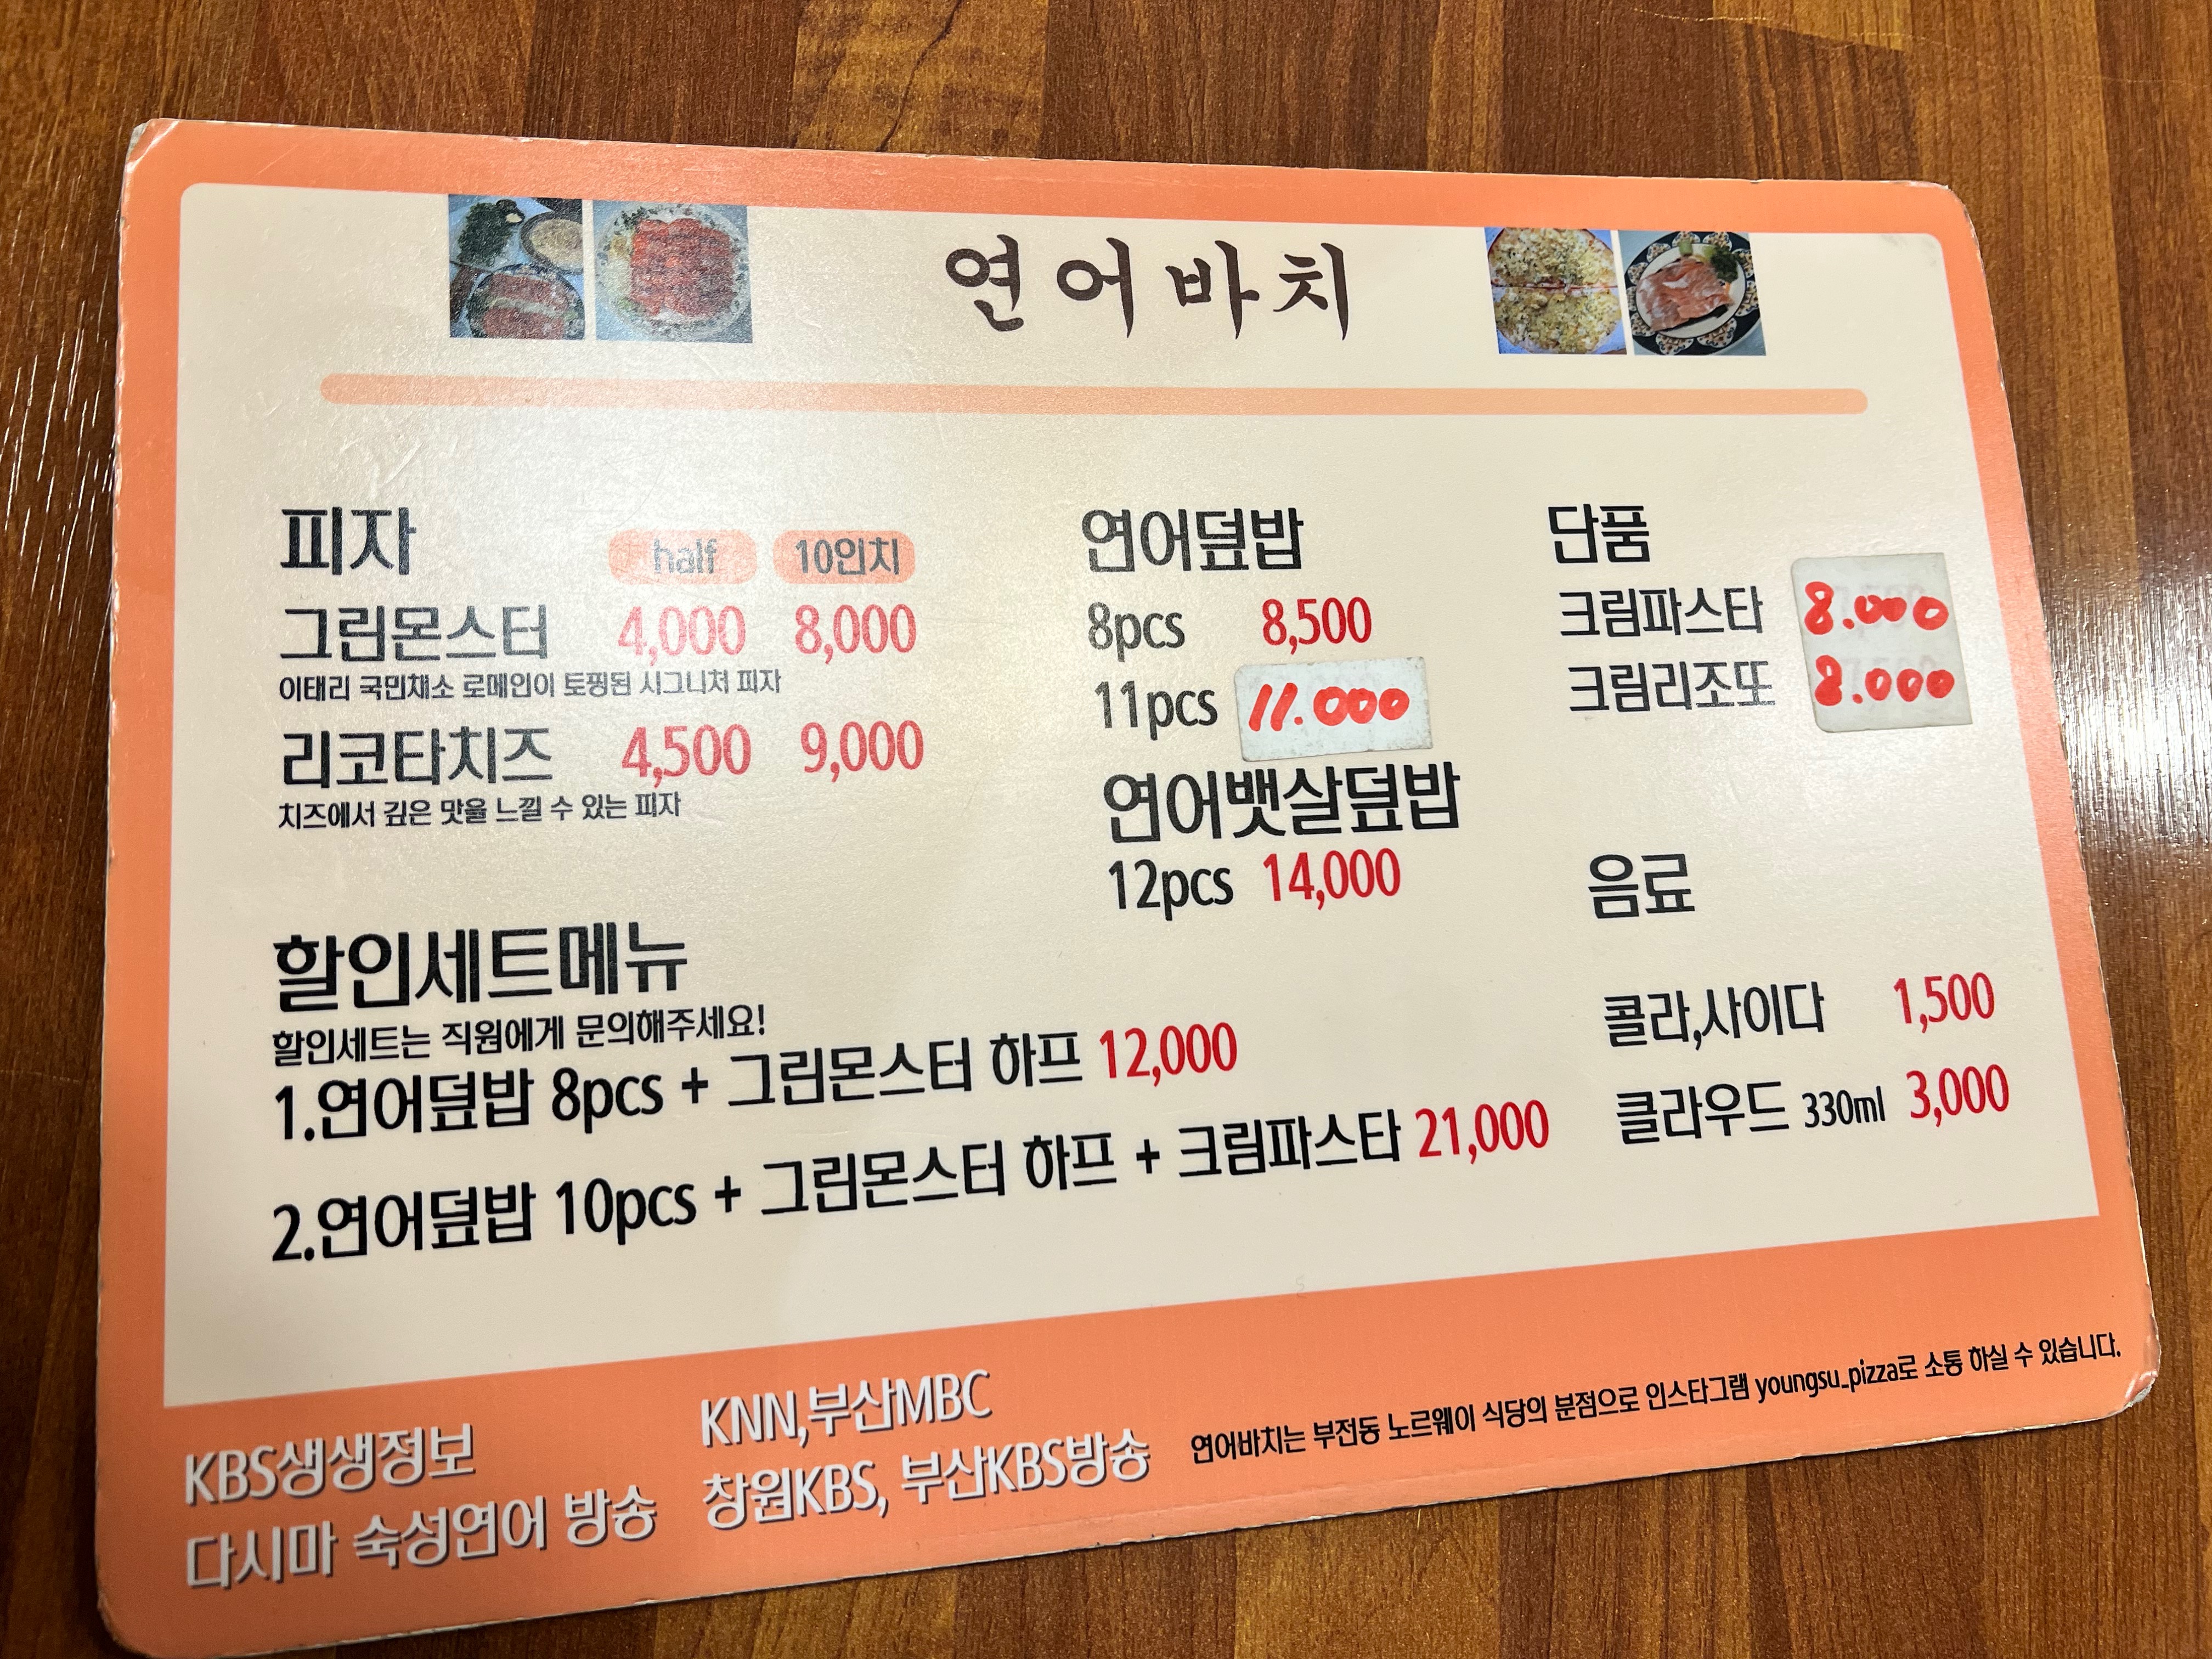 연어바치
피자 half 10인치
그린몬스터 4,000 8,000
이태리 국민채소 로메인이 토핑된 시그니처 피자
리코타치즈 4,500 9,000
치즈에서 깊은 맛을 느낄 수 있는 피자
할인세트메뉴
할인세트는 직원에게 문의해주세요!
1.연어덮밥 8pcs + 그린몬스터 하프 12,000
2.연어덮밥 10pcs + 그린몬스터 하프 + 크림파스타 21,000
연어덮밥
8pcs 8,500
11pcs 11.000
연어뱃살덮밥
12pcs 14,000
단품
크림파스타 8.000
크림리조또 8.000
음료
콜라,사이다 1,500
클라우드 330ml 3,000
KBS생생정보
다시마 숙성연어 방송
KNN,부산MBC
창원KBS, 부산KBS방송
연어바치는 부전동 노르웨이 식당의 분점으로 인스타그램 youngsu_pizza로 소통 하실 수 있습니다.